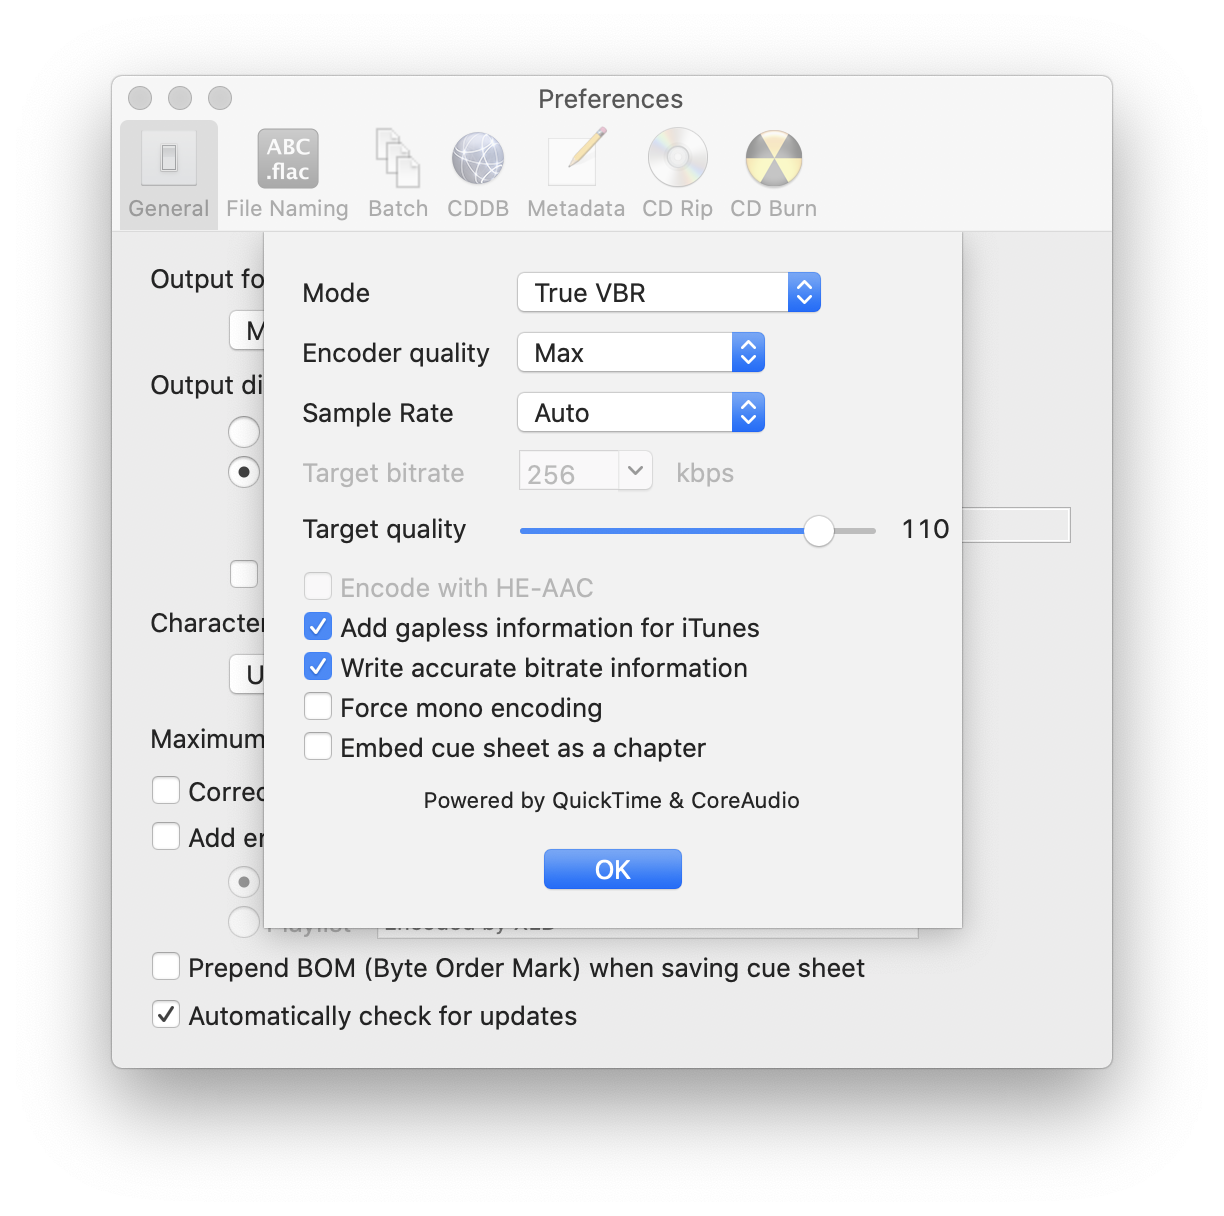 Preferences
ABC
.flac
General File Naming Batch CDDB Metadata CD Rip CD Burn
Output fo
M
Output di
U
Maximum
Mode True VBR
Encoder quality Max
Sample Rate Auto
Target bitrate 256 kbps
Target quality 110
Encode with HE-AAC
Add gapless information for iTunes
Character
Write accurate bitrate information
Force mono encoding
Embed cue sheet as a chapter
Correc
Powered by QuickTime & CoreAudio
Add er
OK
Prepend BOM (Byte Order Mark) when saving cue sheet
Automatically check for updates